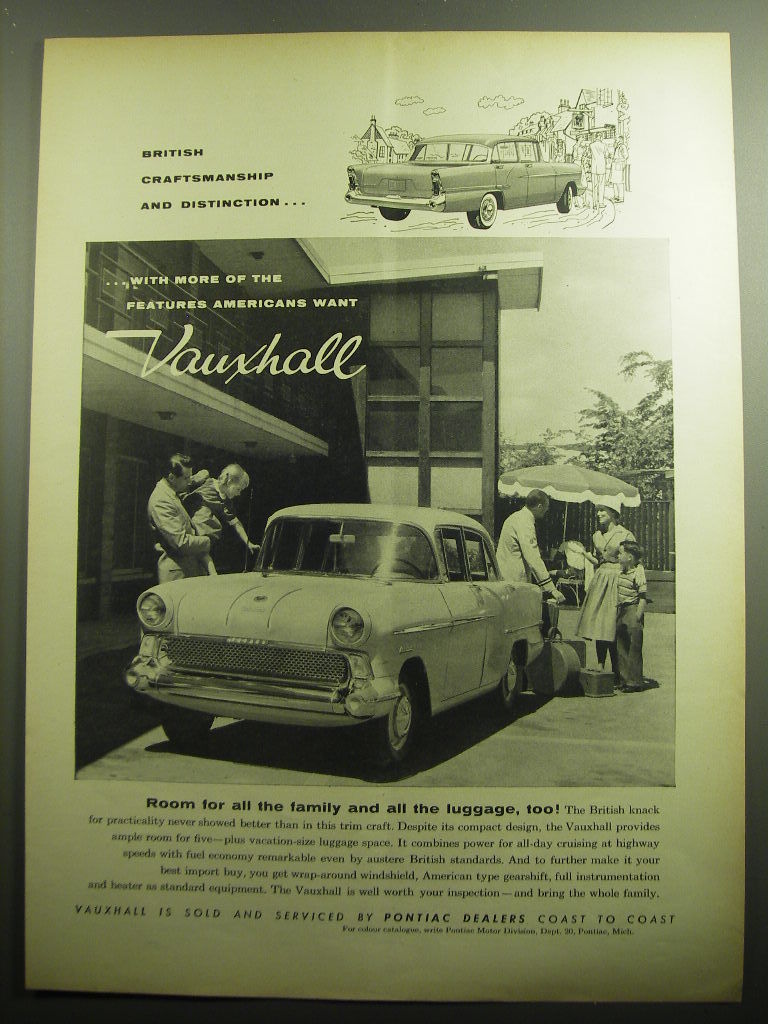 BRITISH
CRAFTSMANSHIP
AND DISTINCTION...
...WITH MORE OF THE
FEATURES AMERICANS WANT
Vauxhall
Room for all the family and all the luggage, too! The British knack
for practicality never showed better than in this trim craft. Despite its compact design, the Vauxhall provides
ample room for five—plus vacation-size luggage space. It combines power for all-day cruising at highway
speeds with fuel economy remarkable even by austere British standards. And to further make it your
best import buy, you get wrap-around windshield, American type gearshift, full instrumentation
and heater as standard equipment. The Vauxhall is well worth your inspection—and bring the whole family.
VAUXHALL IS SOLD AND SERVICED BY PONTIAC DEALERS COAST TO COAST
For colour catalogue, write Pontiac Motor Division, Dept. 20, Pontiac, Mich.